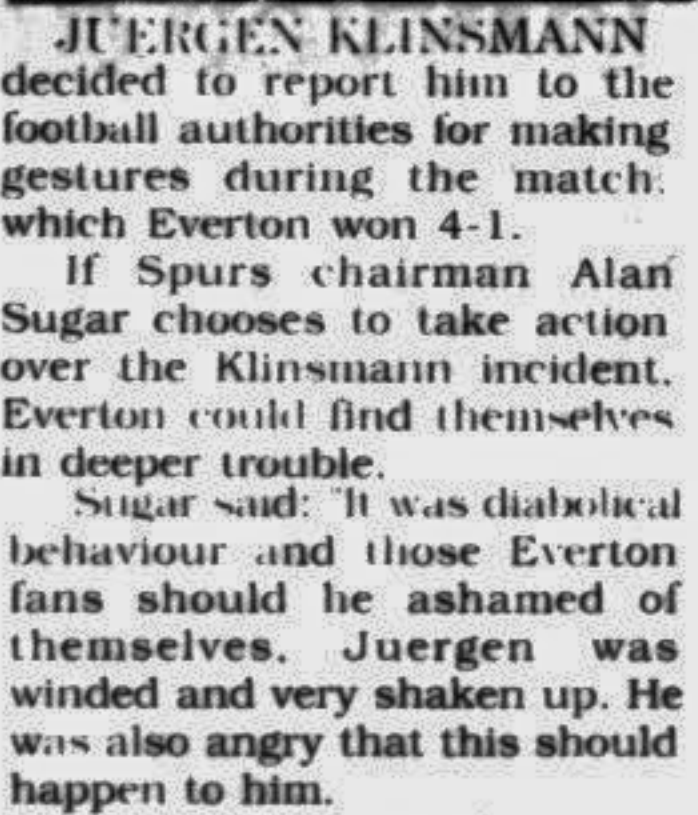 JUERGEN KLINSMANN
decided to report him to the
football authorities for making
gestures during the match
which Everton won 4-1.
If Spurs chairman Alan
Sugar chooses to take action
over the Klinsmann incident,
Everton could find themselves
in deeper trouble.
Sugar said: "It was diabolical
behaviour and those Everton
fans should be ashamed of
themselves. Juergen was
winded and very shaken up. He
was also angry that this should
happen to him.